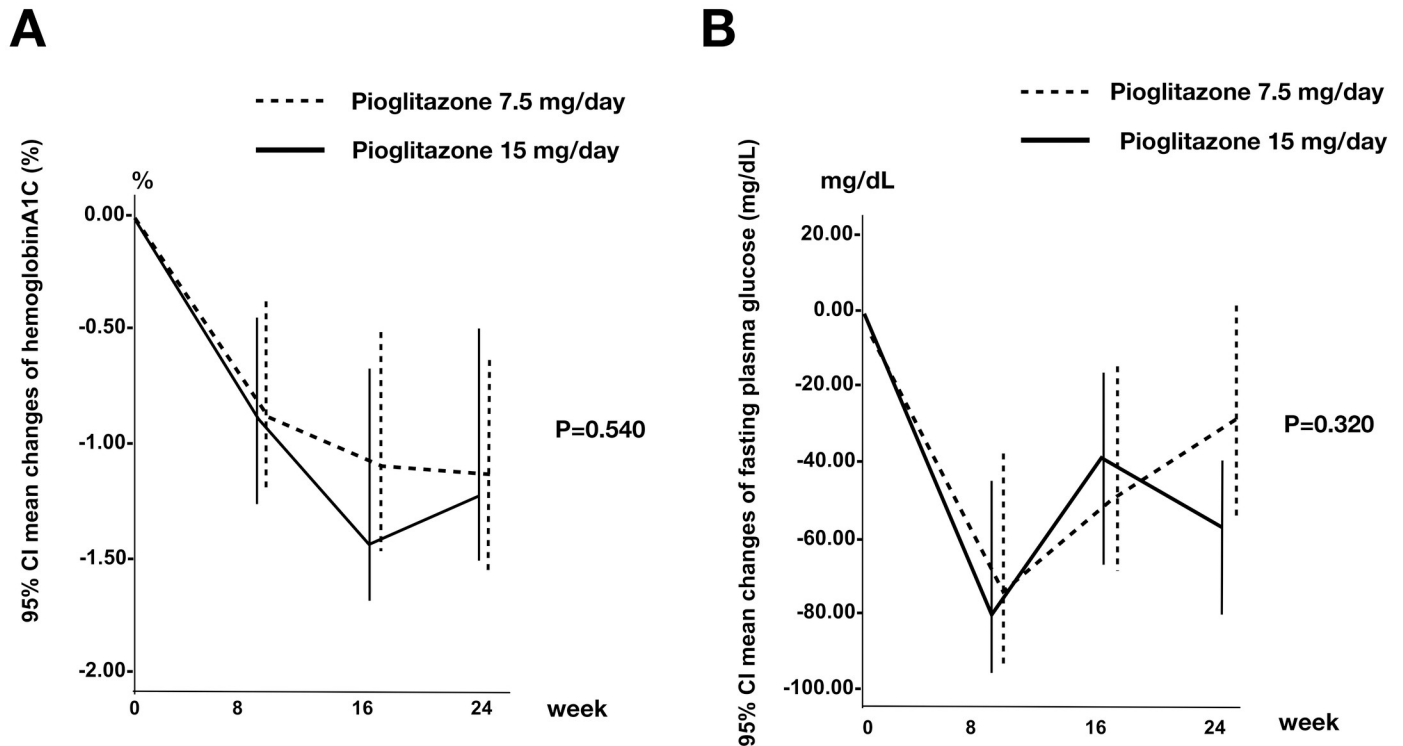 A
Pioglitazone 7.5 mg/day
Pioglitazone 15 mg/day
95% CI mean changes of hemoglobinA1C (%)
%
0.00
-0.50
-1.00
-1.50
-2.00
0 8 16 24 week
P=0.540
B
Pioglitazone 7.5 mg/day
Pioglitazone 15 mg/day
95% CI mean changes of fasting plasma glucose (mg/dL)
mg/dL
20.00
0.00
-20.00
-40.00
-60.00
-80.00
-100.00
0 8 16 24 week
P=0.320